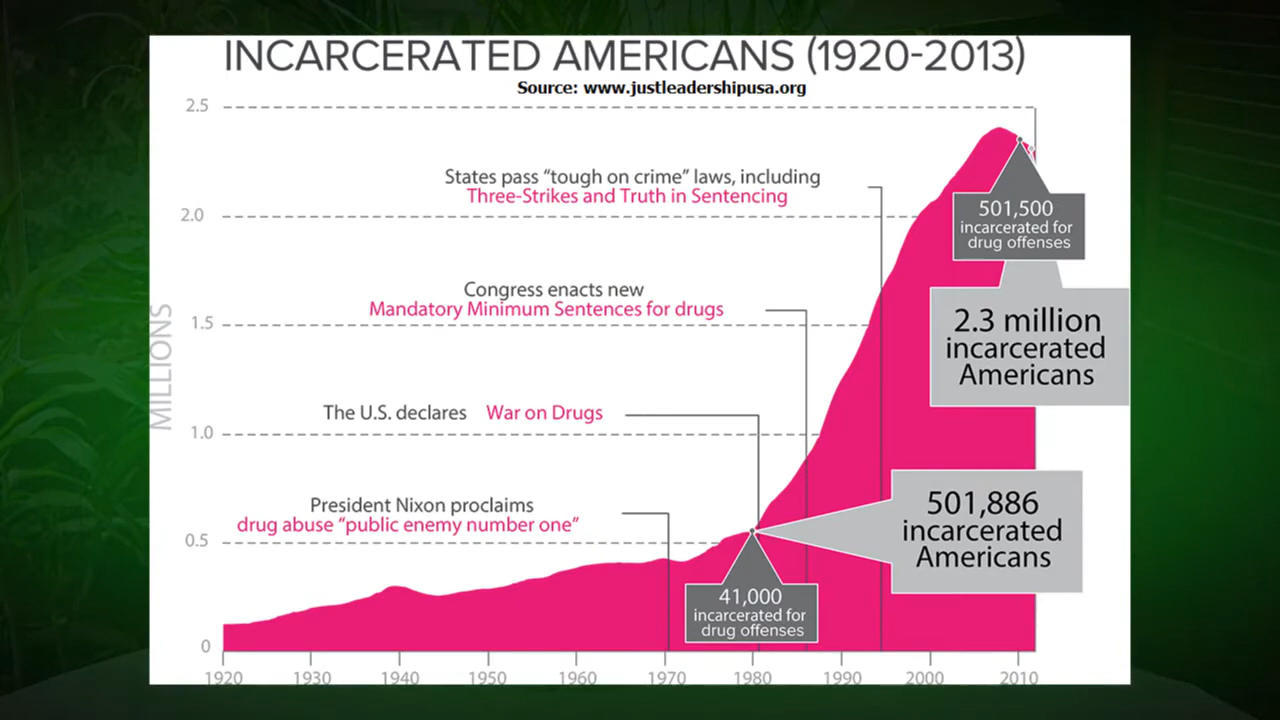 INCARCERATED AMERICANS (1920-2013)
Source: www.justleadershipusa.org
2.5
States pass “tough on crime” laws, including
Three-Strikes and Truth in Sentencing
2.0
501,500
incarcerated for
drug offenses
Congress enacts new
Mandatory Minimum Sentences for drugs
1.5
MILLIONS
2.3 million
incarcerated
Americans
The U.S. declares War on Drugs
1.0
President Nixon proclaims
drug abuse “public enemy number one”
501,886
incarcerated
Americans
0.5
41,000
incarcerated for
drug offenses
0
1920 1930 1940 1950 1960 1970 1980 1990 2000 2010